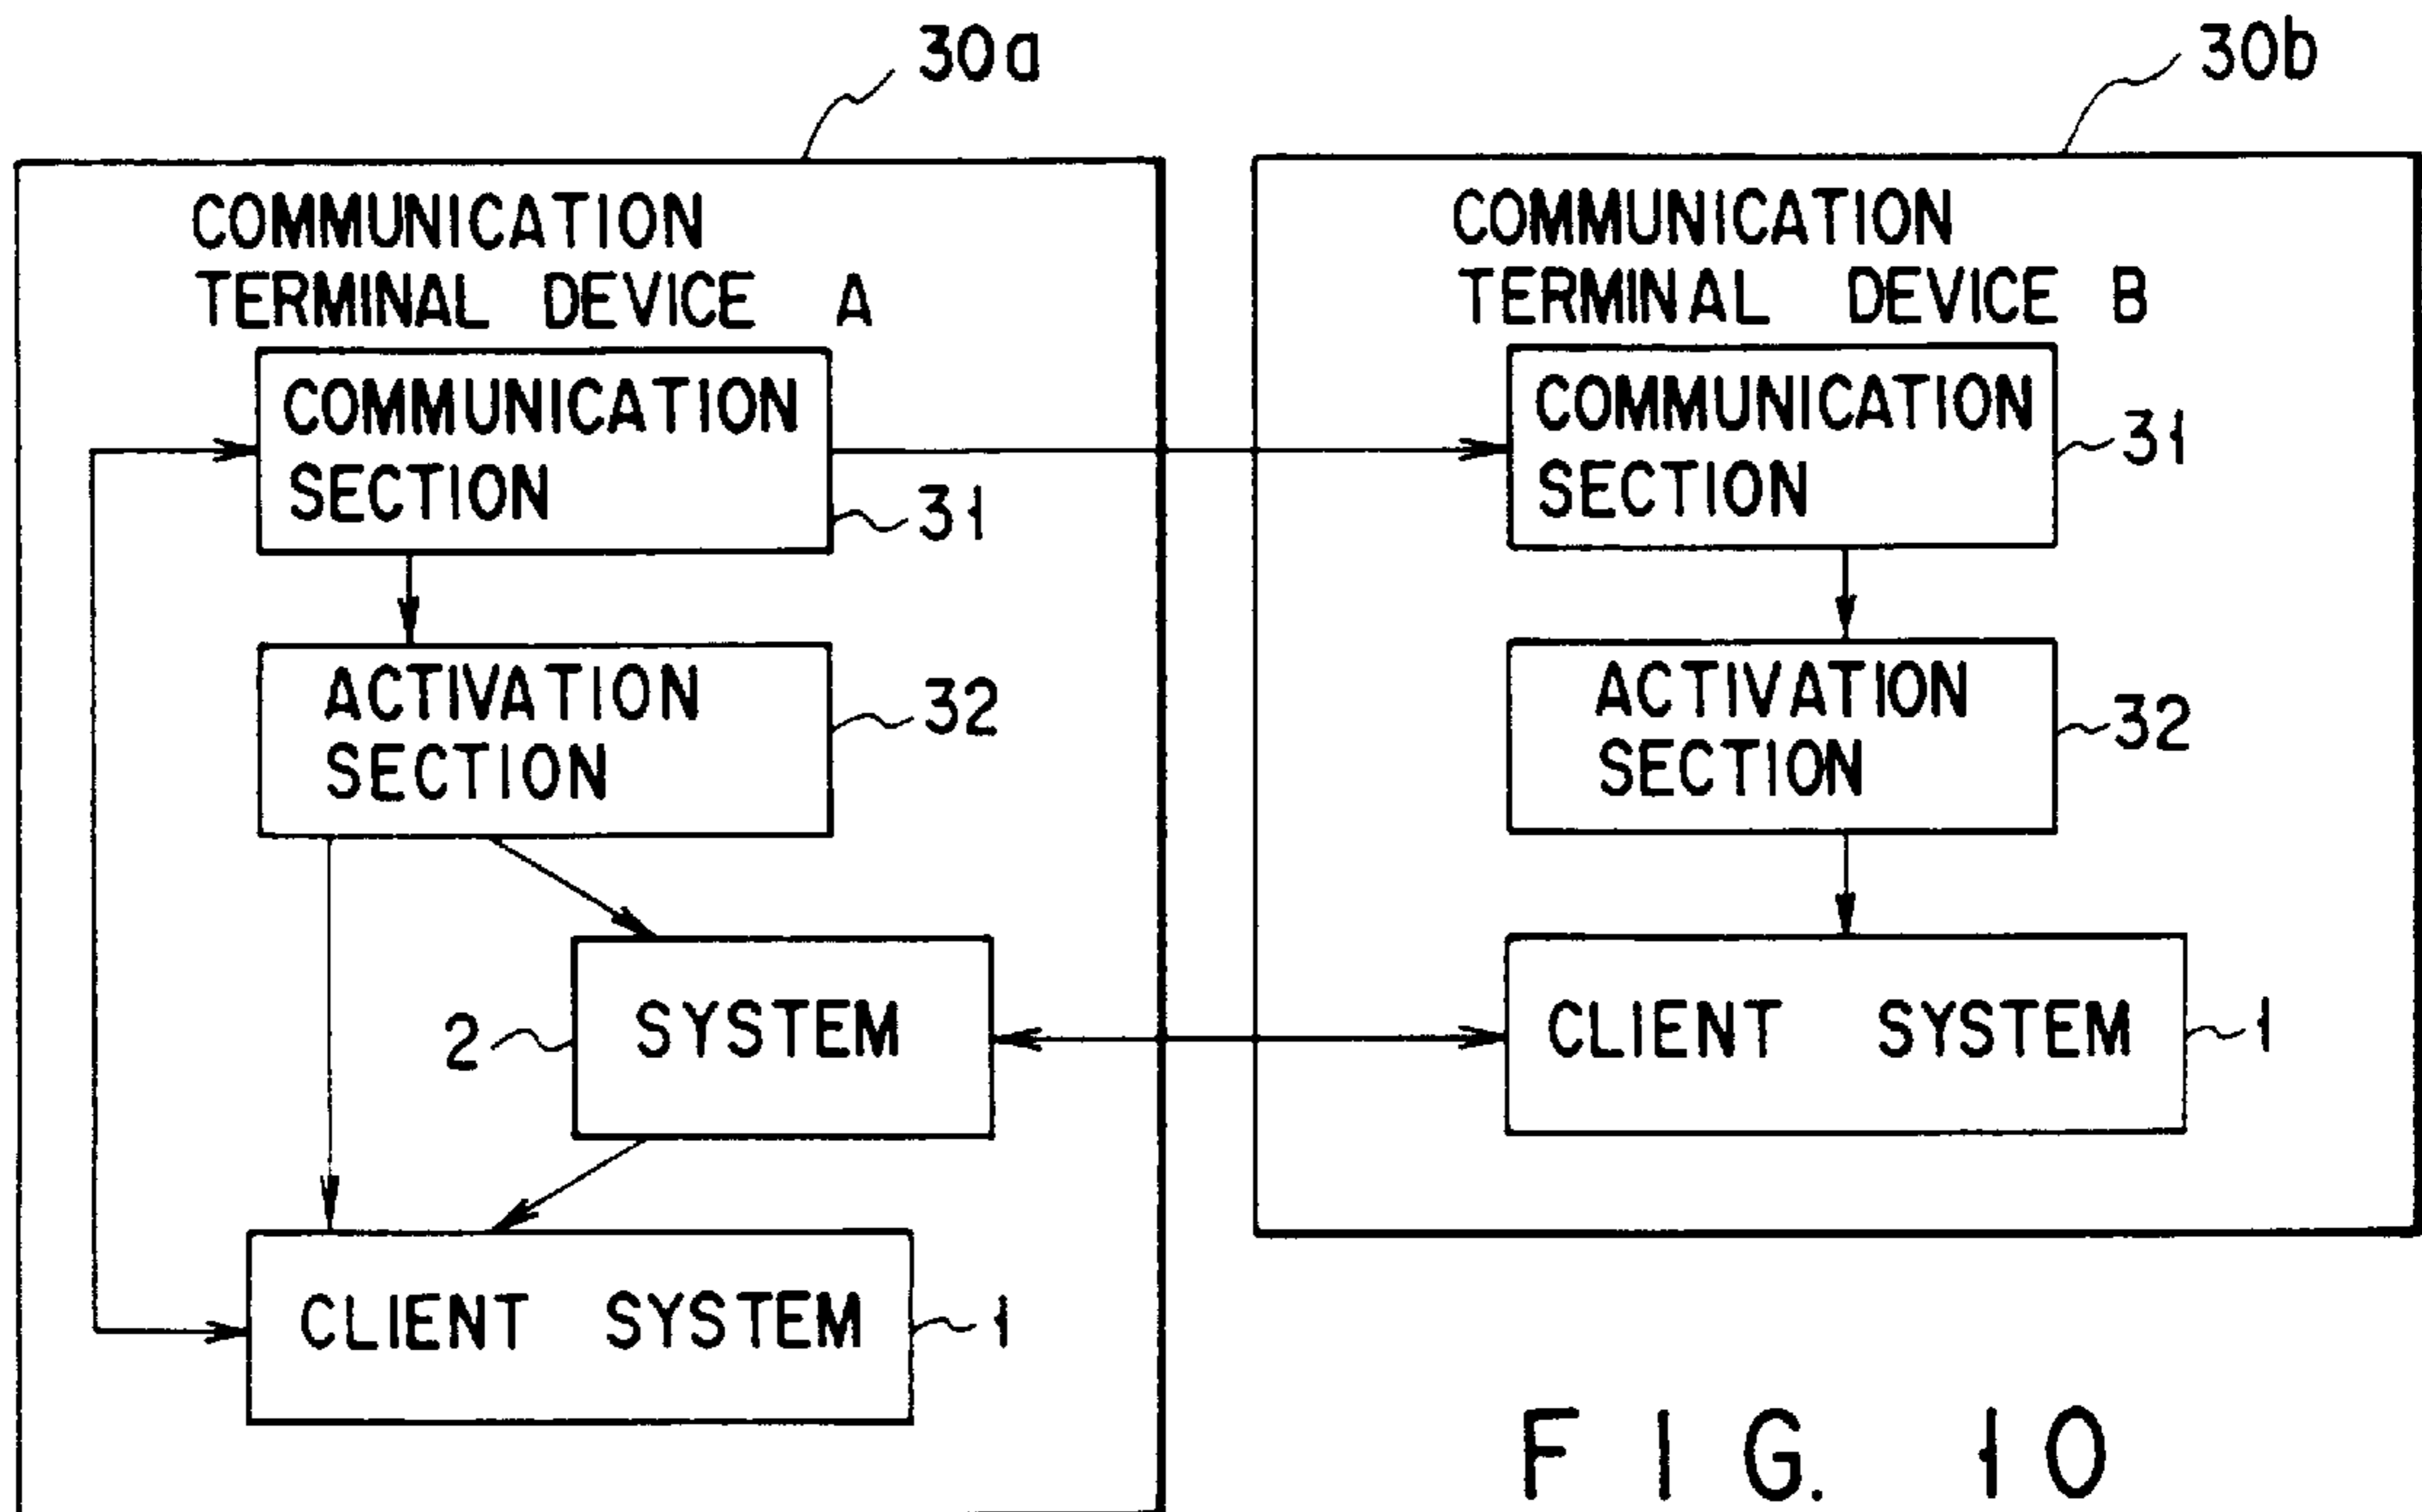 30a
COMMUNICATION
TERMINAL DEVICE A
COMMUNICATION
SECTION
31
ACTIVATION
SECTION
32
2
SYSTEM
CLIENT SYSTEM
1
30b
COMMUNICATION
TERMINAL DEVICE B
COMMUNICATION
SECTION
31
ACTIVATION
SECTION
32
CLIENT SYSTEM
1
FIG. 10